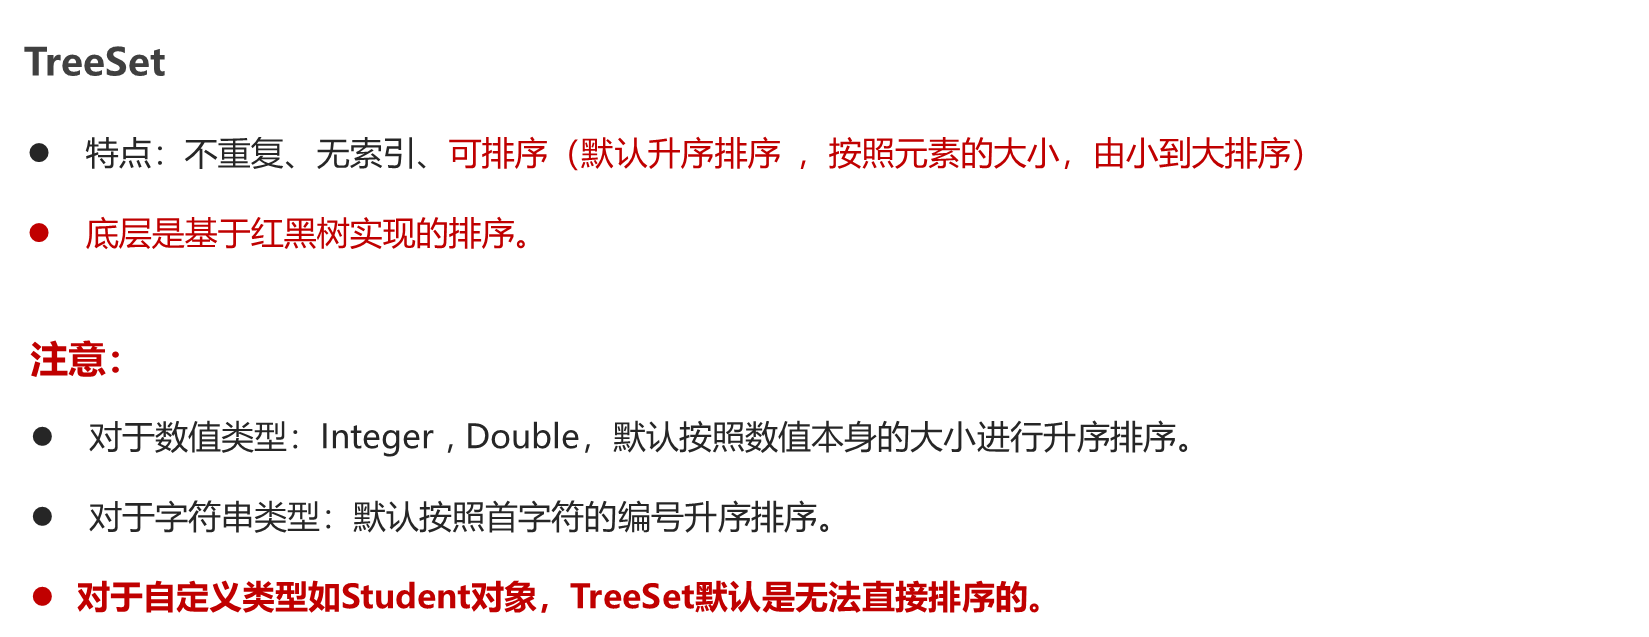 TreeSet
● 特点：不重复、无索引、可排序（默认升序排序 ，按照元素的大小，由小到大排序）
● 底层是基于红黑树实现的排序。
注意：
● 对于数值类型：Integer , Double，默认按照数值本身的大小进行升序排序。
● 对于字符串类型：默认按照首字符的编号升序排序。
● 对于自定义类型如Student对象，TreeSet默认是无法直接排序的。